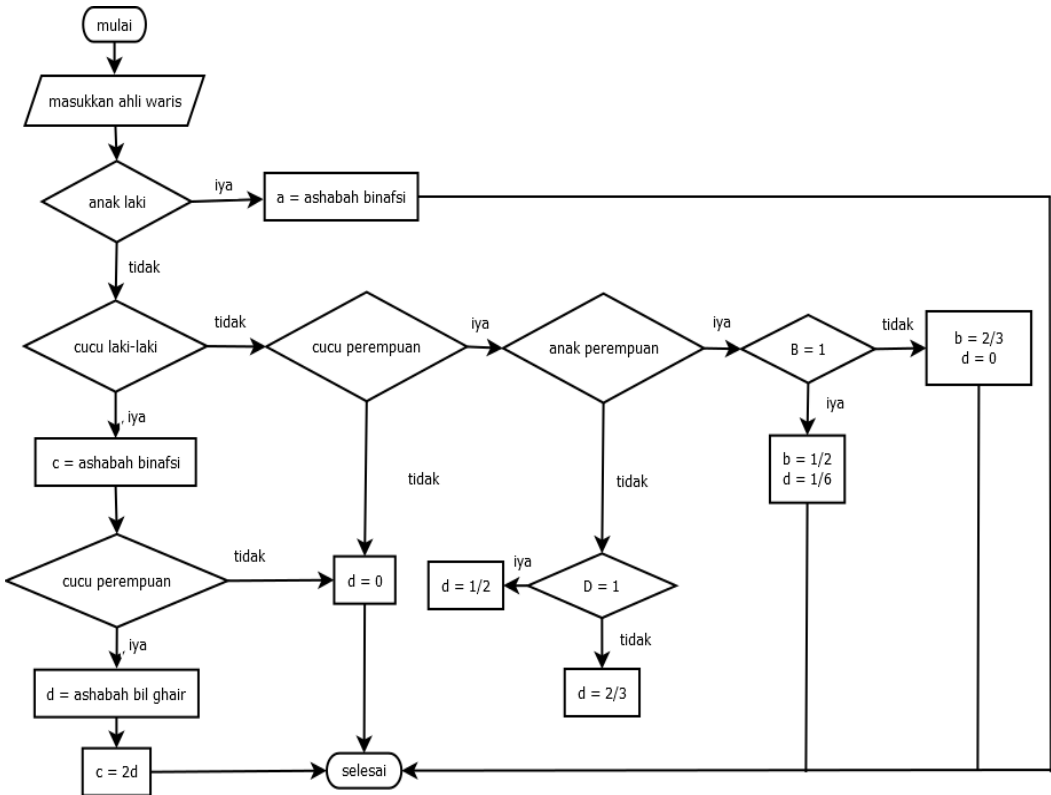 mulai
masukkan ahli waris
anak laki
iya
a = ashabah binafsi
tidak
cucu laki-laki
tidak
cucu perempuan
iya
anak perempuan
iya
B = 1
tidak
b = 2/3
d = 0
, iya
iya
c = ashabah binafsi
b = 1/2
d = 1/6
tidak
tidak
cucu perempuan
tidak
d = 0
d = 1/2
iya
D = 1
, iya
tidak
d = ashabah bil ghair
d = 2/3
c = 2d
selesai